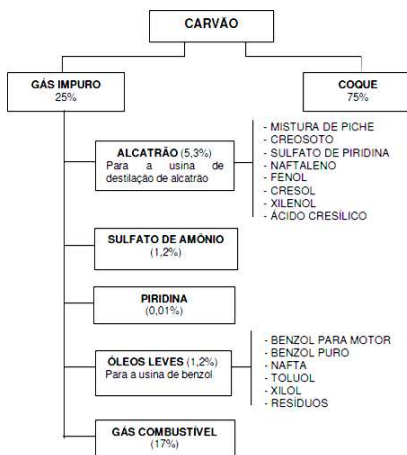 CARVÃO
GÁS IMPURO
25%
COQUE
75%
ALCATRÃO (5,3%)
Para a usina de
destilação de alcatrão
- MISTURA DE PICHE
- CREOSOTO
- SULFATO DE PIRIDINA
- NAFTALENO
- FENOL
- CRESOL
- XILENOL
- ÁCIDO CRESÍLICO
SULFATO DE AMÔNIO
(1,2%)
PIRIDINA
(0,01%)
ÓLEOS LEVES (1,2%)
Para a usina de benzol
- BENZOL PARA MOTOR
- BENZOL PURO
- NAFTA
- TOLUOL
- XILOL
- RESÍDUOS
GÁS COMBUSTÍVEL
(17%)